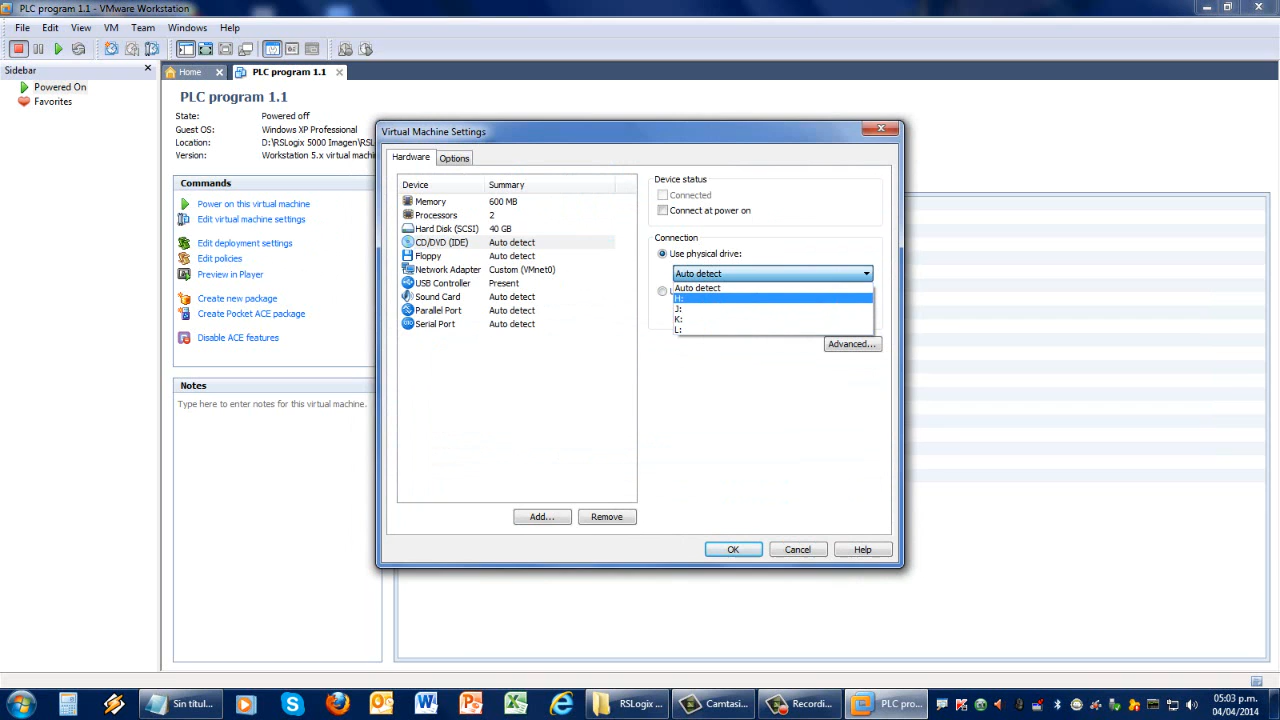 PLC program 1.1 - VMware Workstation
File Edit View VM Team Windows Help
Sidebar
Powered On
Favorites
Home
PLC program 1.1
PLC program 1.1
State: Powered off
Guest OS: Windows XP Professional
Location: D:\RSLogix 5000 Imagen\RSL
Version: Workstation 5.x virtual machin
Commands
Power on this virtual machine
Edit virtual machine settings
Edit deployment settings
Edit policies
Preview in Player
Create new package
Create Pocket ACE package
Disable ACE features
Notes
Type here to enter notes for this virtual machine.
Virtual Machine Settings
Hardware Options
Device Summary
Memory 600 MB
Processors 2
Hard Disk (SCSI) 40 GB
CD/DVD (IDE) Auto detect
Floppy Auto detect
Network Adapter Custom (VMnet0)
USB Controller Present
Sound Card Auto detect
Parallel Port Auto detect
Serial Port Auto detect
Add... Remove
Device status
Connected
Connect at power on
Connection
Use physical drive:
Auto detect
Auto detect
H:
J:
K:
L:
Advanced...
OK Cancel Help
Sin titul...
RSLogix ...
Camtasi...
Recordi...
PLC pro...
05:03 p.m.
04/04/2014